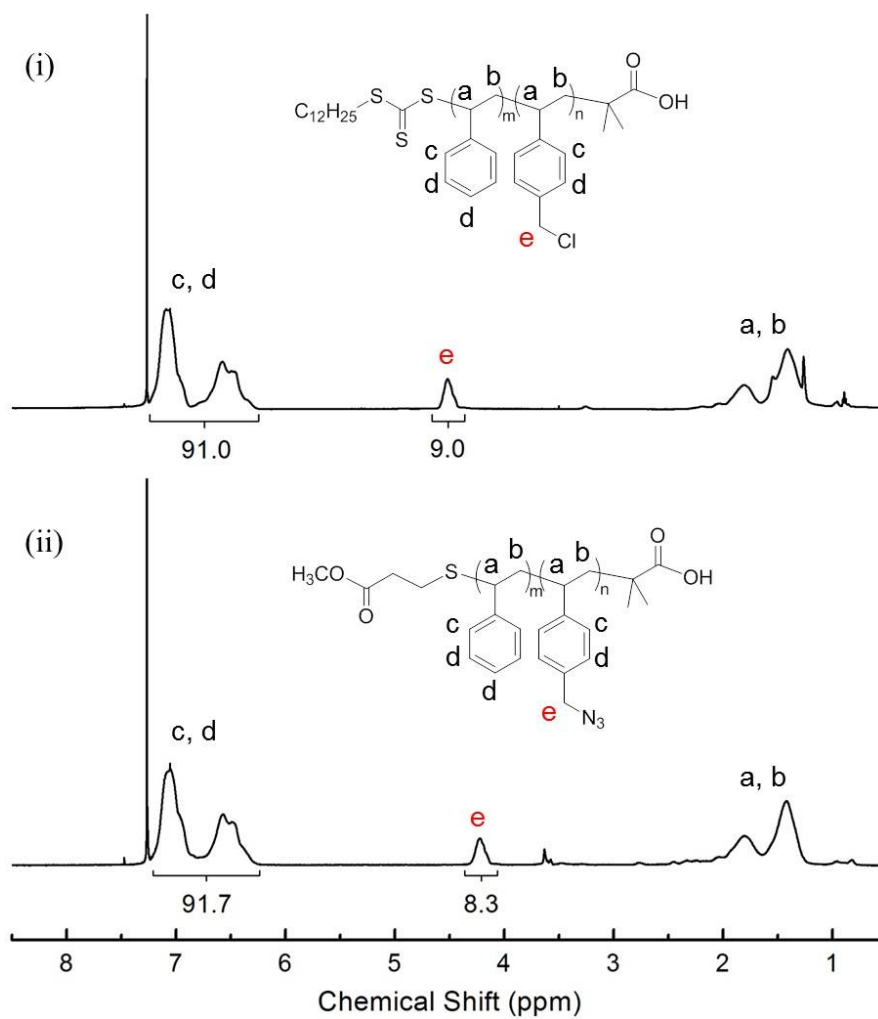 (i)
C12H25
S
S
S
a
b
m
a
b
n
O
OH
c
d
d
c
d
e
Cl
c, d
e
a, b
91.0
9.0
(ii)
H3CO
O
S
a
b
m
a
b
n
O
OH
c
d
d
c
d
e
N3
c, d
e
a, b
91.7
8.3
8 7 6 5 4 3 2 1
Chemical Shift (ppm)